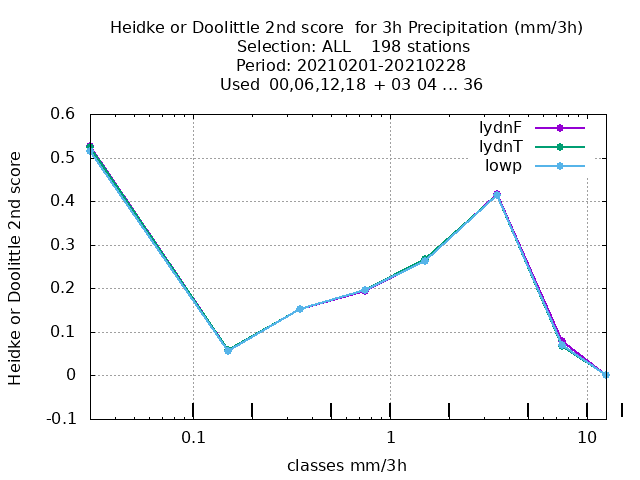 Heidke or Doolittle 2nd score  for 3h Precipitation (mm/3h)
Selection: ALL    198 stations
Period: 20210201-20210228
Used  00,06,12,18  + 03 04 ... 36
lydnF
lydnT
lowp
0.6
0.5
0.4
0.3
0.2
0.1
0
-0.1
Heidke or Doolittle 2nd score
0.1
1
10
classes mm/3h